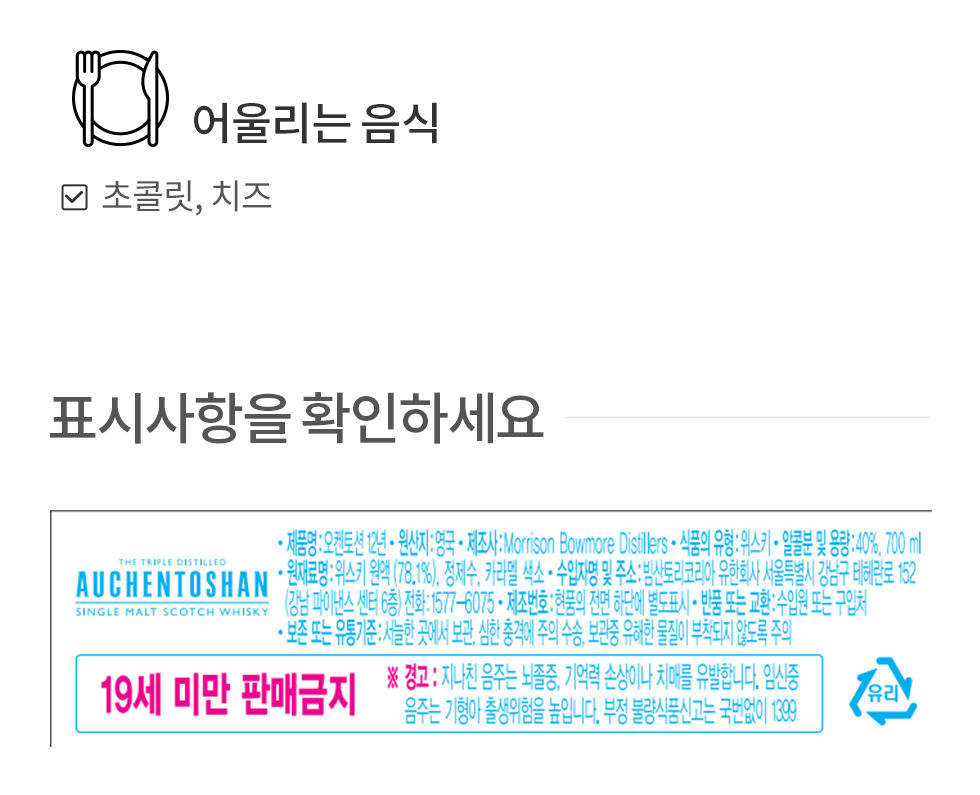 어울리는 음식
초콜릿, 치즈
표시사항을 확인하세요
THE TRIPLE DISTILLED
AUCHENTOSHAN
SINGLE MALT SCOTCH WHISKY
• 제품명:오켄토션 12년 • 원산지:영국 • 제조사:Morrison Bowmore Distillers • 식품의 유형:위스키 • 알콜분 및 용량:40%, 700 ml
• 원재료명:위스키 원액 (78.1%), 정제수, 카라멜 색소 • 수입자명 및 주소:빔산토리코리아 유한회사 서울특별시 강남구 테헤란로 152
(강남 파이낸스 센터 6층) 전화:1577-6075 • 제조번호:현품의 전면 하단에 별도표시 • 반품 또는 교환:수입원 또는 구입처
• 보존 또는 유통기준:서늘한 곳에서 보관, 심한 충격에 주의 수송, 보관중 유해한 물질이 부착되지 않도록 주의
19세 미만 판매금지
※ 경고 : 지나친 음주는 뇌졸중, 기억력 손상이나 치매를 유발합니다. 임신중
음주는 기형아 출생위험을 높입니다. 부정 불량식품신고는 국번없이 1399
유리